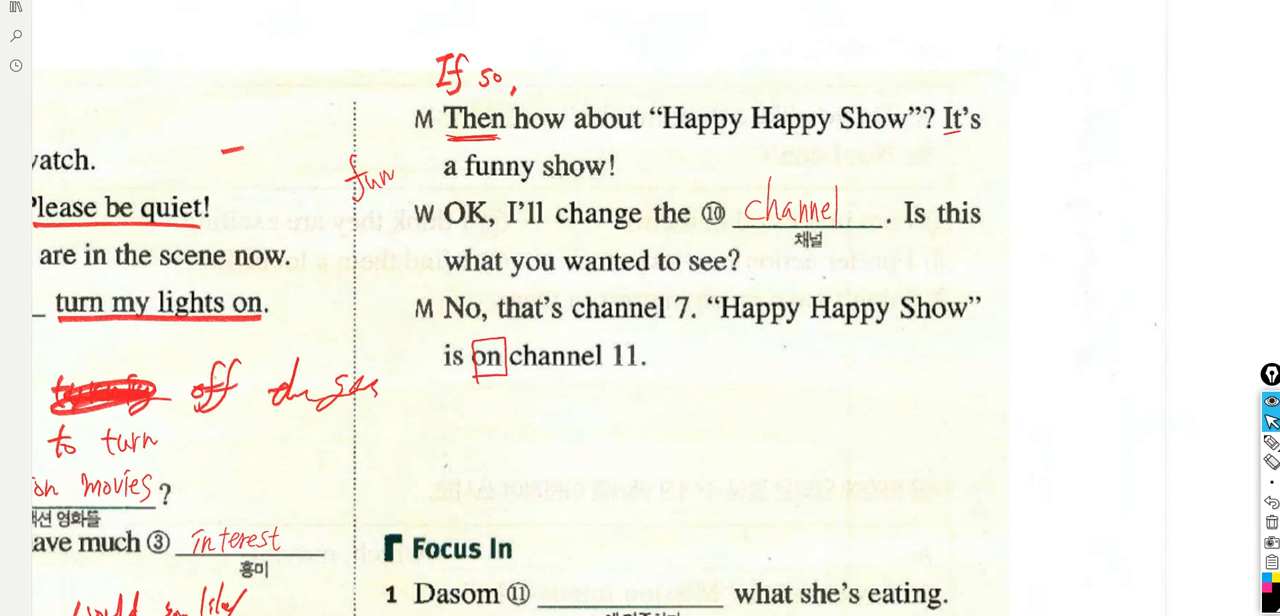 vatch.
Please be quiet!
are in the scene now.
turn my lights on.
off
to turn
on movies ?
액션 영화들
ave much ③ interest
흥미
fun
If so,
M Then how about “Happy Happy Show”? It’s
a funny show!
W OK, I’ll change the ⑩ channel. Is this
채널
what you wanted to see?
M No, that’s channel 7. “Happy Happy Show”
is on channel 11.
Focus In
1 Dasom ⑪ ________ what she’s eating.